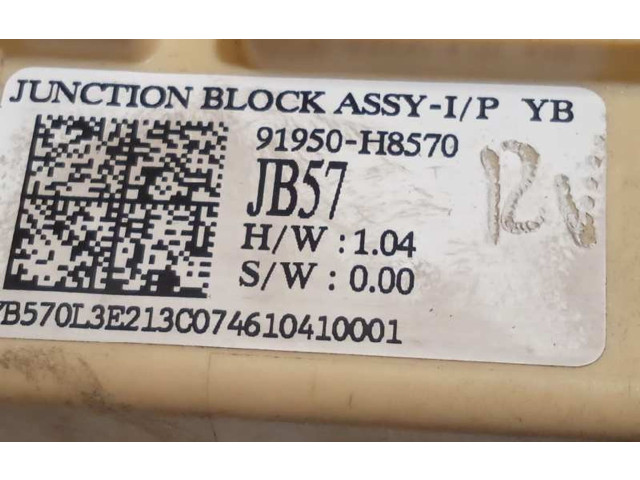 JUNCTION BLOCK ASSY-I/P YB
91950-H8570
JB57
H/W : 1.04
S/W : 0.00
YB570L3E213C074610410001